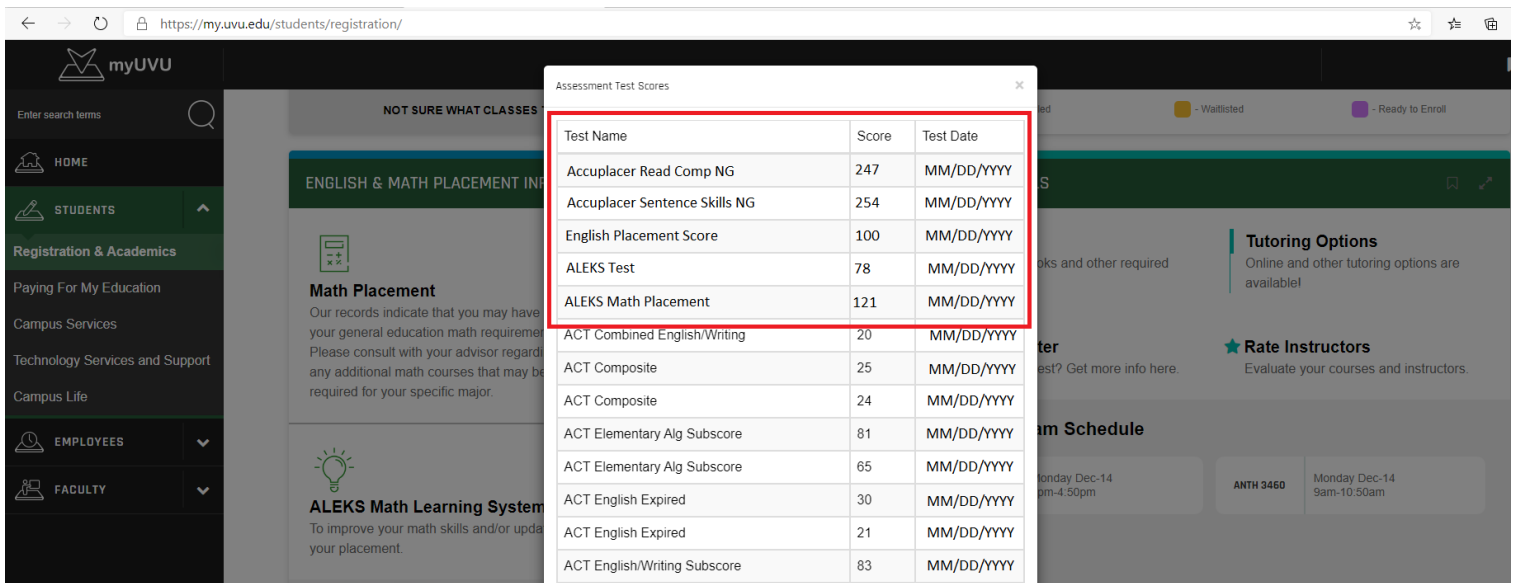 https://my.uvu.edu/students/registration/
myUVU
Enter search terms
HOME
STUDENTS
Registration & Academics
Paying For My Education
Campus Services
Technology Services and Support
Campus Life
EMPLOYEES
FACULTY
NOT SURE WHAT CLASSES
- Waitlisted
- Ready to Enroll
ENGLISH & MATH PLACEMENT
Math Placement
Our records indicate that you may have
your general education math
Please consult with your advisor
any additional math courses that may be
required for your specific major.
ALEKS Math Learning System
To improve your math skills and/or
your placement.
Assessment Test Scores ×
Test Name Score Test Date
Accuplacer Read Comp NG 247 MM/DD/YYYY
Accuplacer Sentence Skills NG 254 MM/DD/YYYY
English Placement Score 100 MM/DD/YYYY
ALEKS Test 78 MM/DD/YYYY
ALEKS Math Placement 121 MM/DD/YYYY
ACT Combined English/Writing 20 MM/DD/YYYY
ACT Composite 25 MM/DD/YYYY
ACT Composite 24 MM/DD/YYYY
ACT Elementary Alg Subscore 81 MM/DD/YYYY
ACT Elementary Alg Subscore 65 MM/DD/YYYY
ACT English Expired 30 MM/DD/YYYY
ACT English Expired 21 MM/DD/YYYY
ACT English/Writing Subscore 83 MM/DD/YYYY
and other required
Tutoring Options
Online and other tutoring options are
available!
Get more info here.
Rate Instructors
Evaluate your courses and instructors.
Schedule
Dec-14
pm-4:50pm
ANTH 3460
Monday Dec-14
9am-10:50am